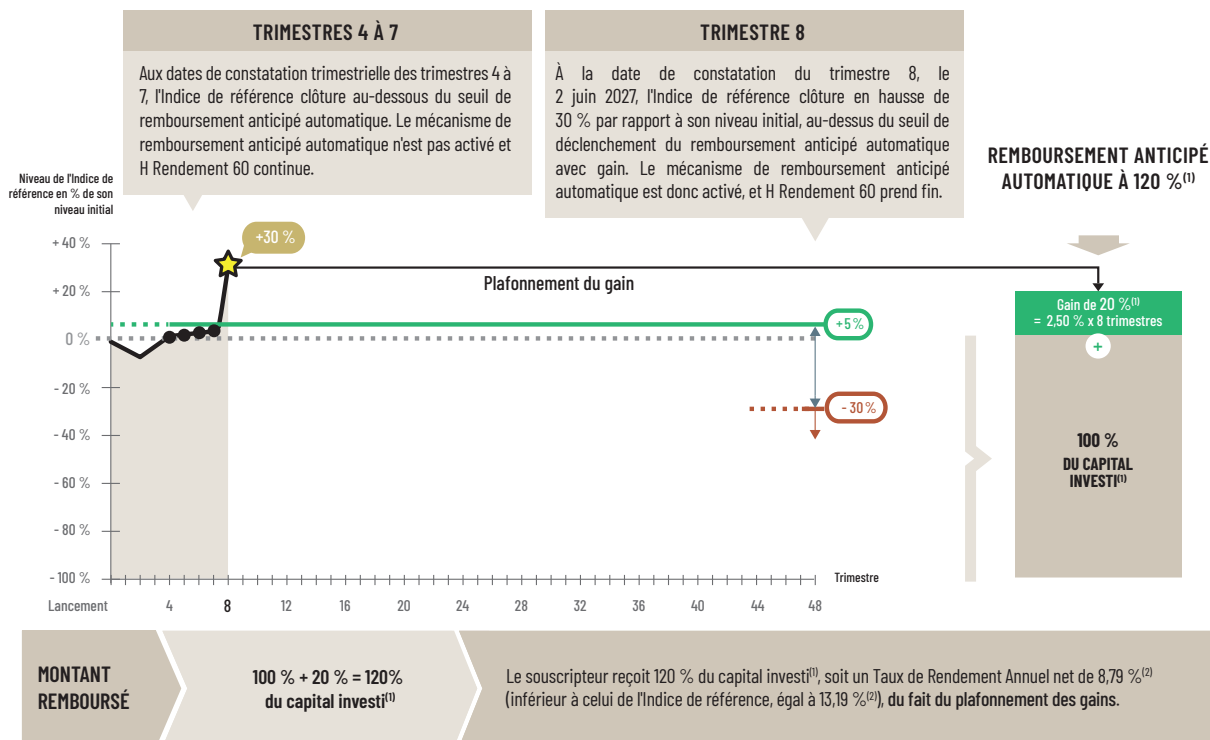 TRIMESTRES 4 À 7
Aux dates de constatation trimestrielle des trimestres 4 à
7, l'Indice de référence clôture au-dessous du seuil de
remboursement anticipé automatique. Le mécanisme de
remboursement anticipé automatique n'est pas activé et
H Rendement 60 continue.
TRIMESTRE 8
À la date de constatation du trimestre 8, le
2 juin 2027, l'Indice de référence clôture en hausse de
30 % par rapport à son niveau initial, au-dessus du seuil de
déclenchement du remboursement anticipé automatique
avec gain. Le mécanisme de remboursement anticipé
automatique est donc activé, et H Rendement 60 prend fin.
REMBOURSEMENT ANTICIPÉ
AUTOMATIQUE À 120 %(1)
Niveau de l'Indice de
référence en % de son
niveau initial
+ 40 %
+ 20 %
0 %
- 20 %
- 40 %
- 60 %
- 80 %
- 100 %
+30 %
Plafonnement du gain
+5 %
- 30 %
Gain de 20 %(1)
= 2,50 % x 8 trimestres
+
100 %
DU CAPITAL
INVESTI(1)
Trimestre
Lancement 4 8 12 16 20 24 28 32 36 40 44 48
MONTANT
REMBOURSÉ
100 % + 20 % = 120%
du capital investi(1)
Le souscripteur reçoit 120 % du capital investi(1), soit un Taux de Rendement Annuel net de 8,79 %(2)
(inférieur à celui de l'Indice de référence, égal à 13,19 %(2)), du fait du plafonnement des gains.